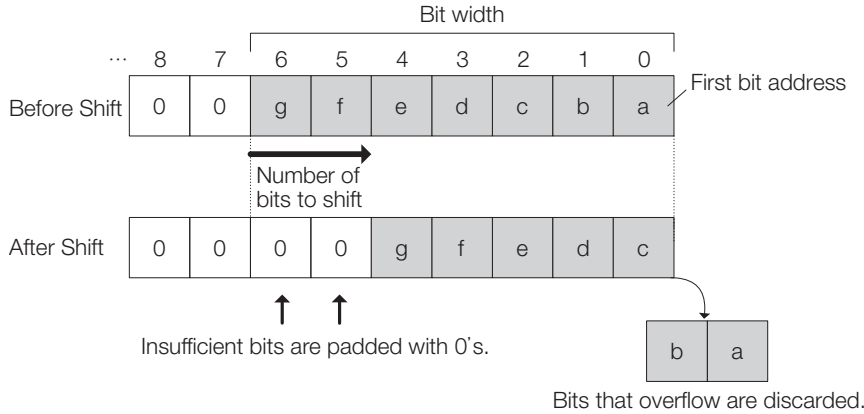 Bit width
... 8 7 6 5 4 3 2 1 0
First bit address
Before Shift 0 0 g f e d c b a
Number of
bits to shift
After Shift 0 0 0 0 g f e d c
Insufficient bits are padded with 0's.
b a
Bits that overflow are discarded.